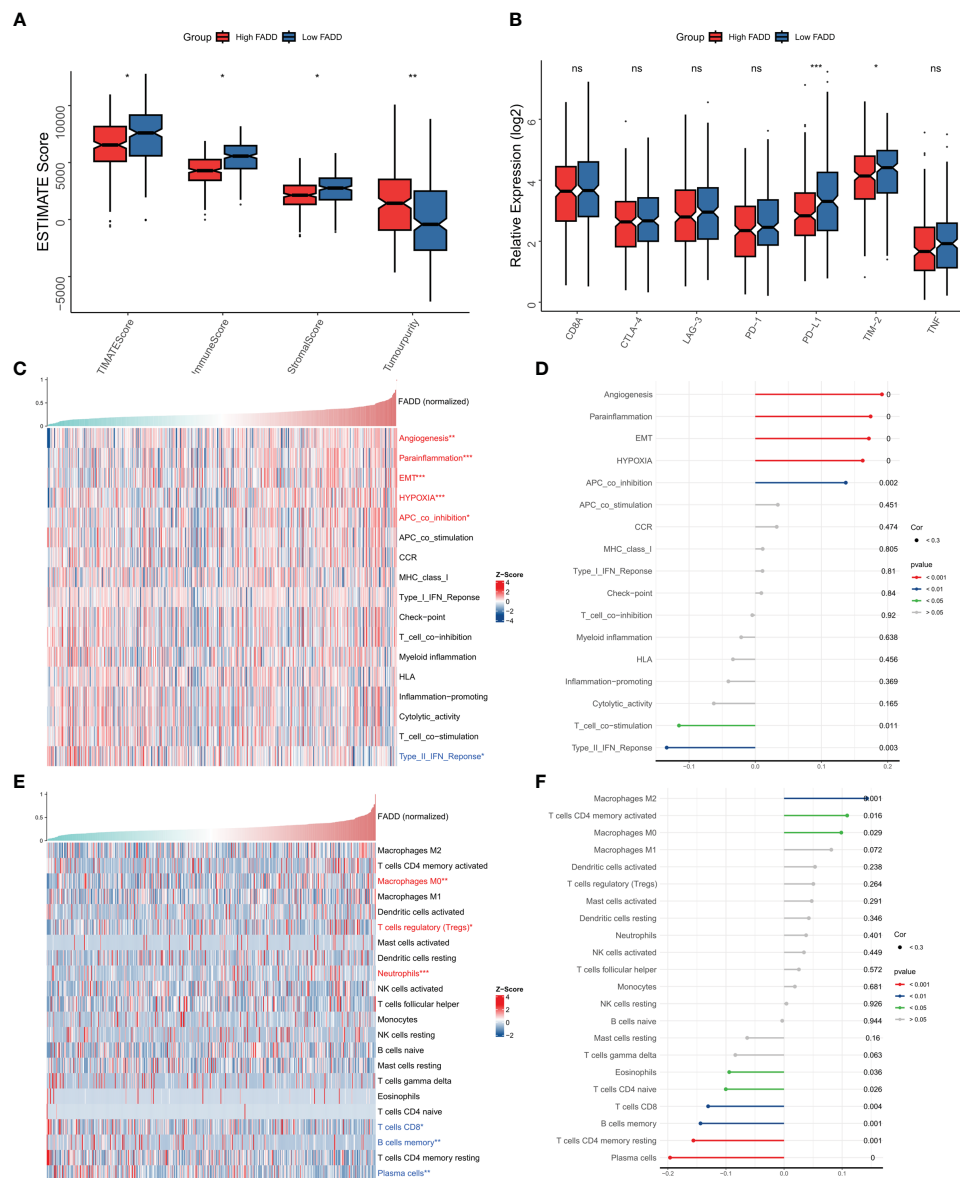 A
Group High FADD Low FADD
ESTIMATE Score
10000
5000
0
−5000
* * * **
TIMATEScore
ImmuneScore
StromalScore
Tumourpurity
B
Group High FADD Low FADD
Relative Expression (log2)
6
4
2
0
ns ns ns ns *** * ns
CD8A
CTLA−4
LAG−3
PD−1
PD−L1
TIM−2
TNF
C
1
0.5
0
FADD (normalized)
Angiogenesis**
Parainflammation***
EMT***
HYPOXIA***
APC_co_inhibition*
APC_co_stimulation
CCR
MHC_class_I
Type_I_IFN_Reponse
Check−point
T_cell_co−inhibition
Myeloid inflammation
HLA
Inflammation−promoting
Cytolytic_activity
T_cell_co−stimulation
Type_II_IFN_Reponse*
Z−Score
4
2
0
−2
−4
D
Angiogenesis 0
Parainflammation 0
EMT 0
HYPOXIA 0
APC_co_inhibition 0.002
APC_co_stimulation 0.451
CCR 0.474
MHC_class_I 0.805
Type_I_IFN_Reponse 0.81
Check−point 0.84
T_cell_co−inhibition 0.92
Myeloid inflammation 0.638
HLA 0.456
Inflammation−promoting 0.369
Cytolytic_activity 0.165
T_cell_co−stimulation 0.011
Type_II_IFN_Reponse 0.003
−0.1 0.0 0.1 0.2
Cor
< 0.3
pvalue
< 0.001
< 0.01
< 0.05
> 0.05
E
1
0.5
0
FADD (normalized)
Macrophages M2
T cells CD4 memory activated
Macrophages M0**
Macrophages M1
Dendritic cells activated
T cells regulatory (Tregs)*
Mast cells activated
Dendritic cells resting
Neutrophils***
NK cells activated
T cells follicular helper
Monocytes
NK cells resting
B cells naive
Mast cells resting
T cells gamma delta
Eosinophils
T cells CD4 naive
T cells CD8*
B cells memory**
T cells CD4 memory resting
Plasma cells**
Z−Score
4
2
0
−2
F
Macrophages M2 0.001
T cells CD4 memory activated 0.016
Macrophages M0 0.029
Macrophages M1 0.072
Dendritic cells activated 0.238
T cells regulatory (Tregs) 0.264
Mast cells activated 0.291
Dendritic cells resting 0.346
Neutrophils 0.401
NK cells activated 0.449
T cells follicular helper 0.572
Monocytes 0.681
NK cells resting 0.926
B cells naive 0.944
Mast cells resting 0.16
T cells gamma delta 0.063
Eosinophils 0.036
T cells CD4 naive 0.026
T cells CD8 0.004
B cells memory 0.001
T cells CD4 memory resting 0.001
Plasma cells 0
−0.2 −0.1 0.0 0.1
Cor
< 0.3
pvalue
< 0.001
< 0.01
< 0.05
> 0.05